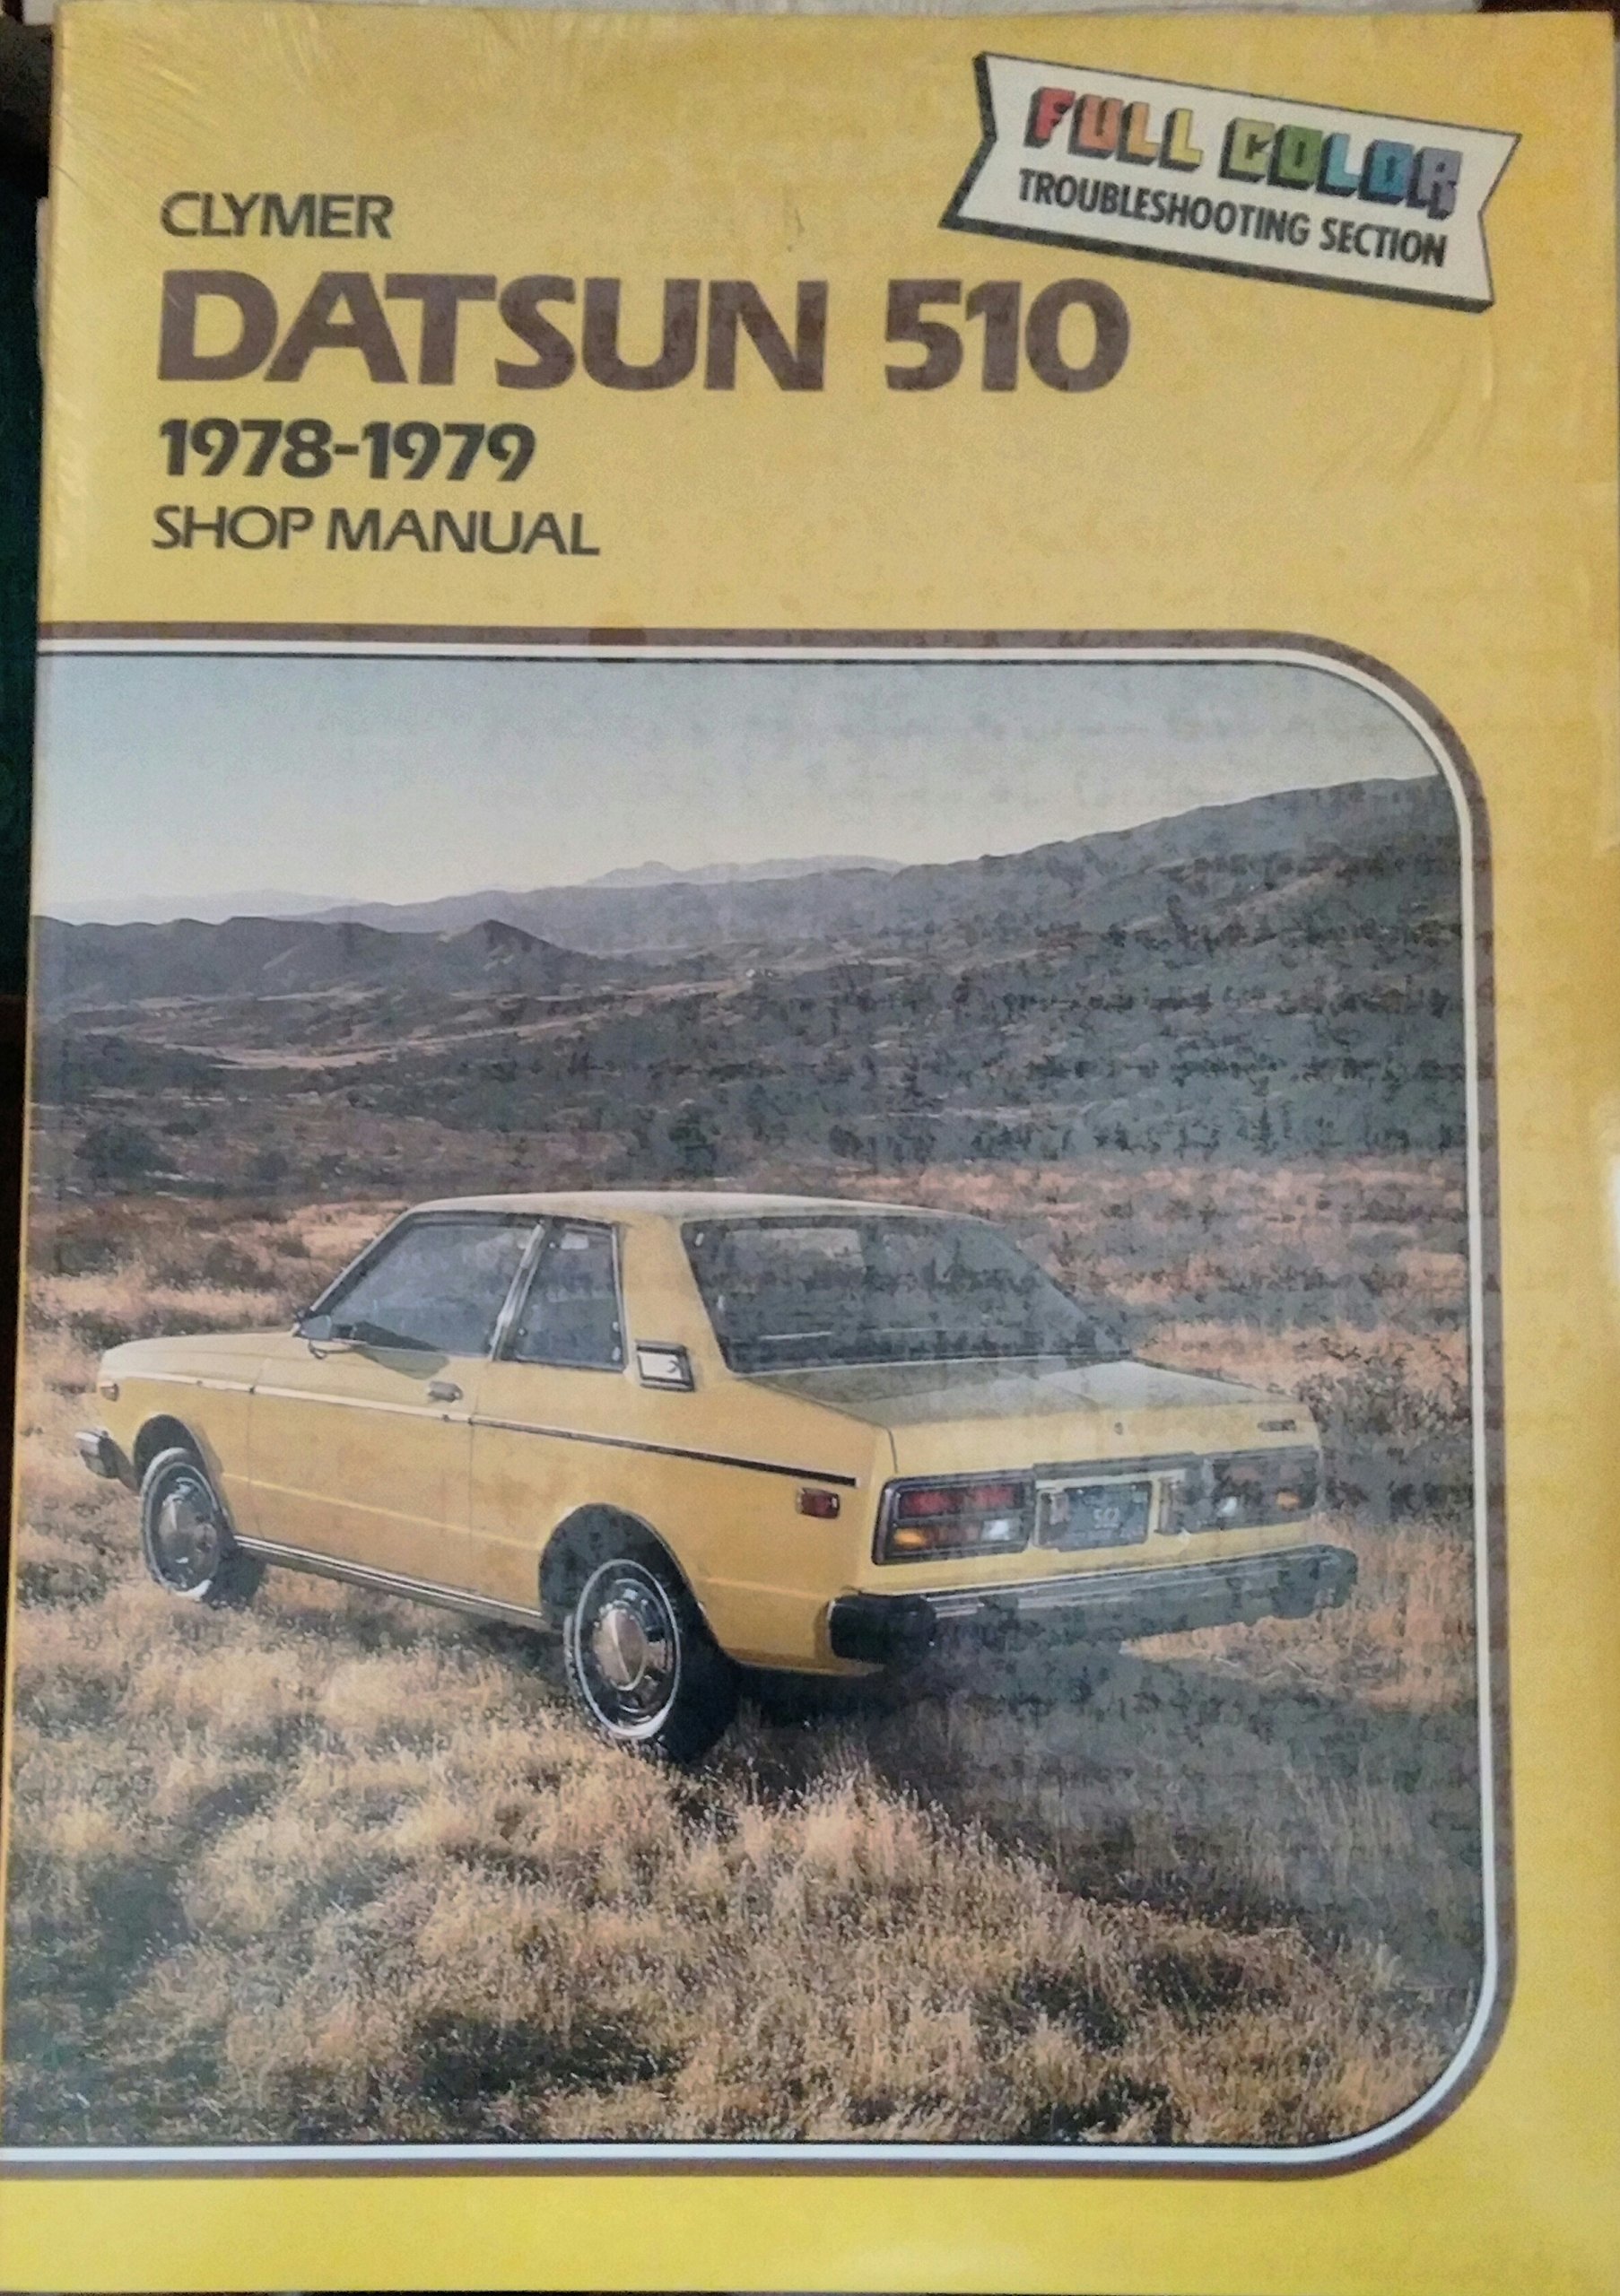 FULL COLOR
TROUBLESHOOTING SECTION
CLYMER
DATSUN 510
1978-1979
SHOP MANUAL